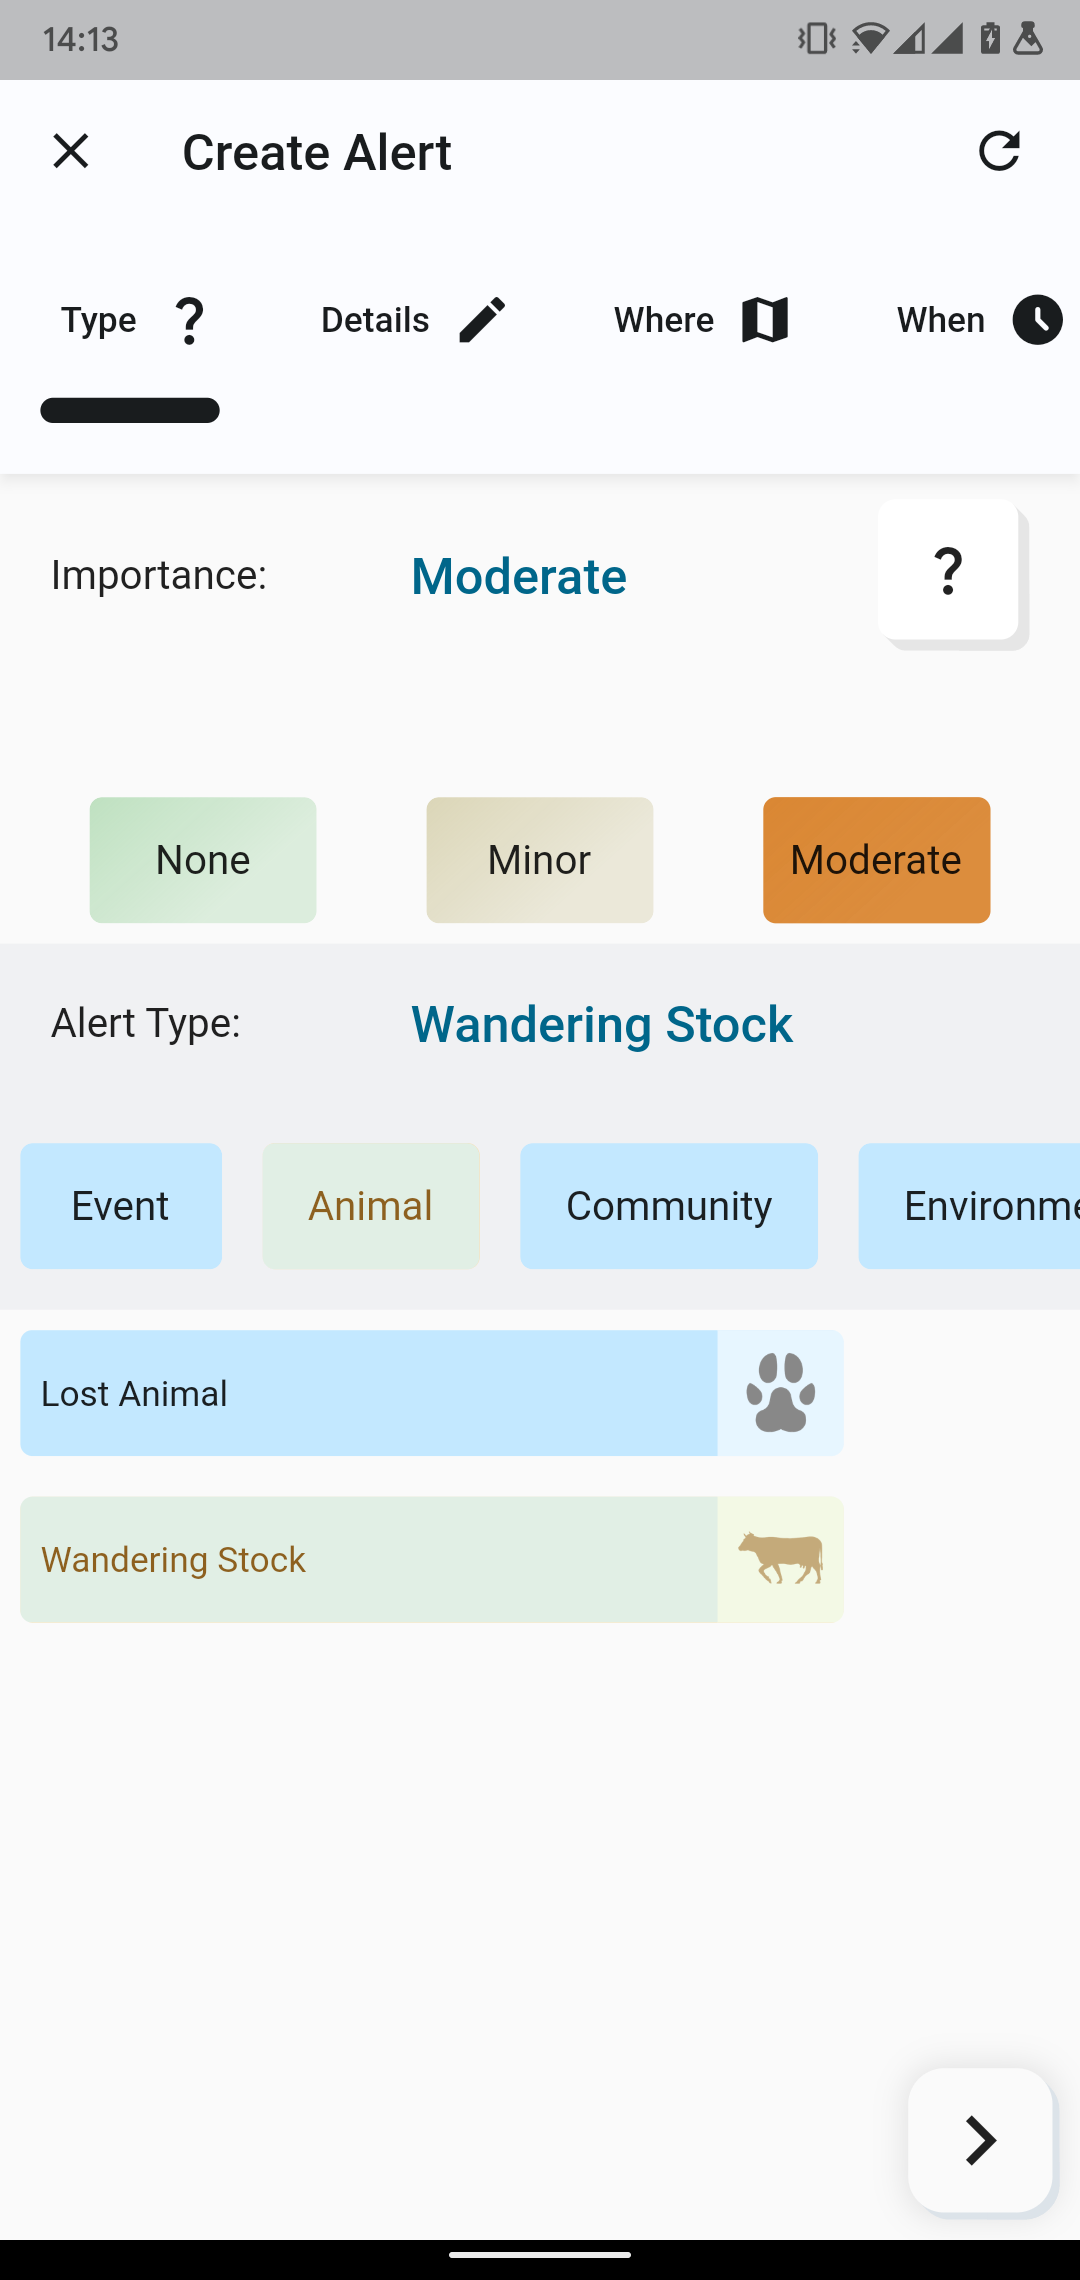 14:13
Create Alert
Type ?
Details
Where
When
Importance: Moderate ?
None
Minor
Moderate
Alert Type: Wandering Stock
Event
Animal
Community
Environme
Lost Animal
Wandering Stock